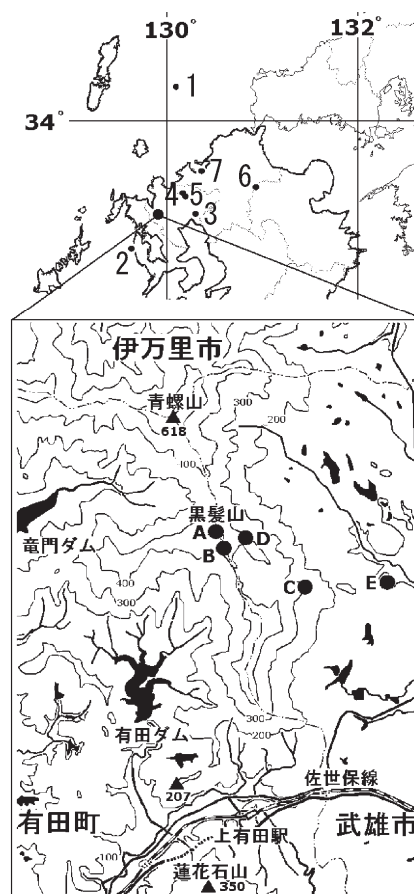 130° 132°
1
34°
7
6
4 5
3
2
伊万里市
青螺山
618
300
200
400
黒髪山
A
D
B
竜門ダム
C
E
400
300
有田ダム
300
200
207
佐世保線
有田町
武雄市
100
上有田駅
蓮花石山
350